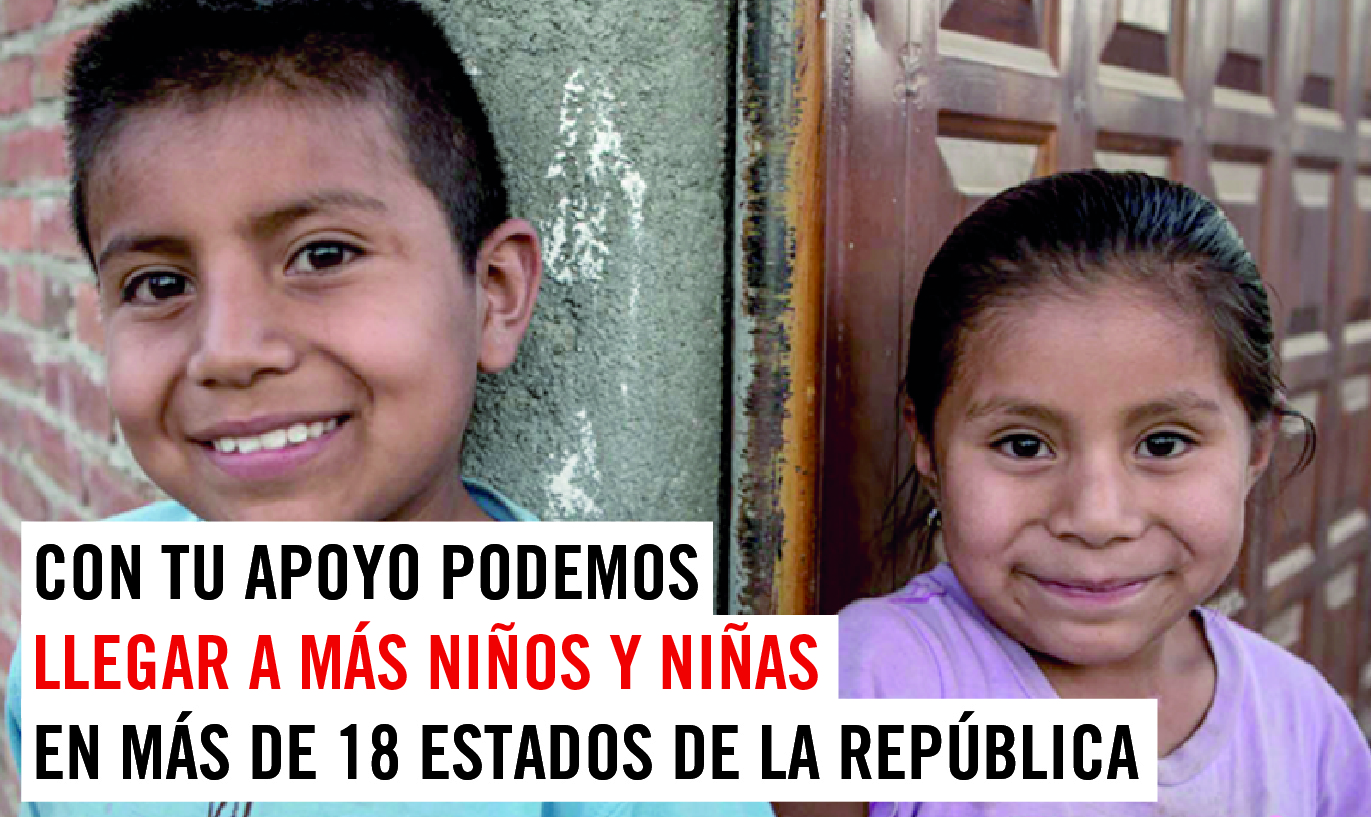 CON TU APOYO PODEMOS
LLEGAR A MÁS NIÑOS Y NIÑAS
EN MÁS DE 18 ESTADOS DE LA REPÚBLICA